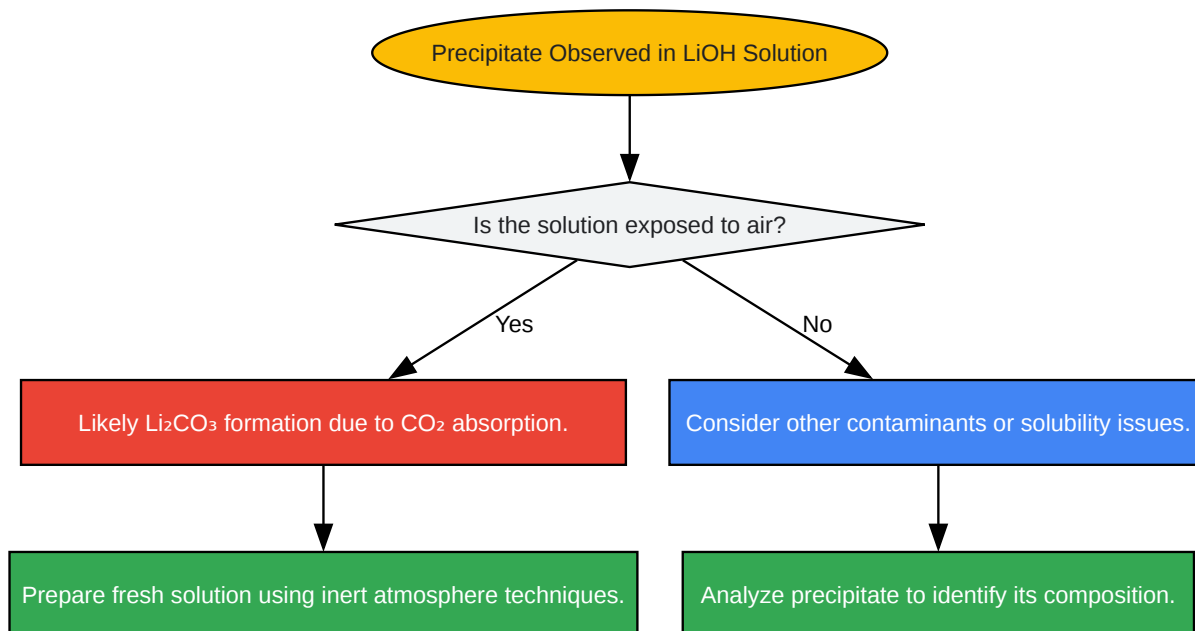 Precipitate Observed in LiOH Solution
Is the solution exposed to air?
Yes
No
Likely Li₂CO₃ formation due to CO₂ absorption.
Consider other contaminants or solubility issues.
Prepare fresh solution using inert atmosphere techniques.
Analyze precipitate to identify its composition.